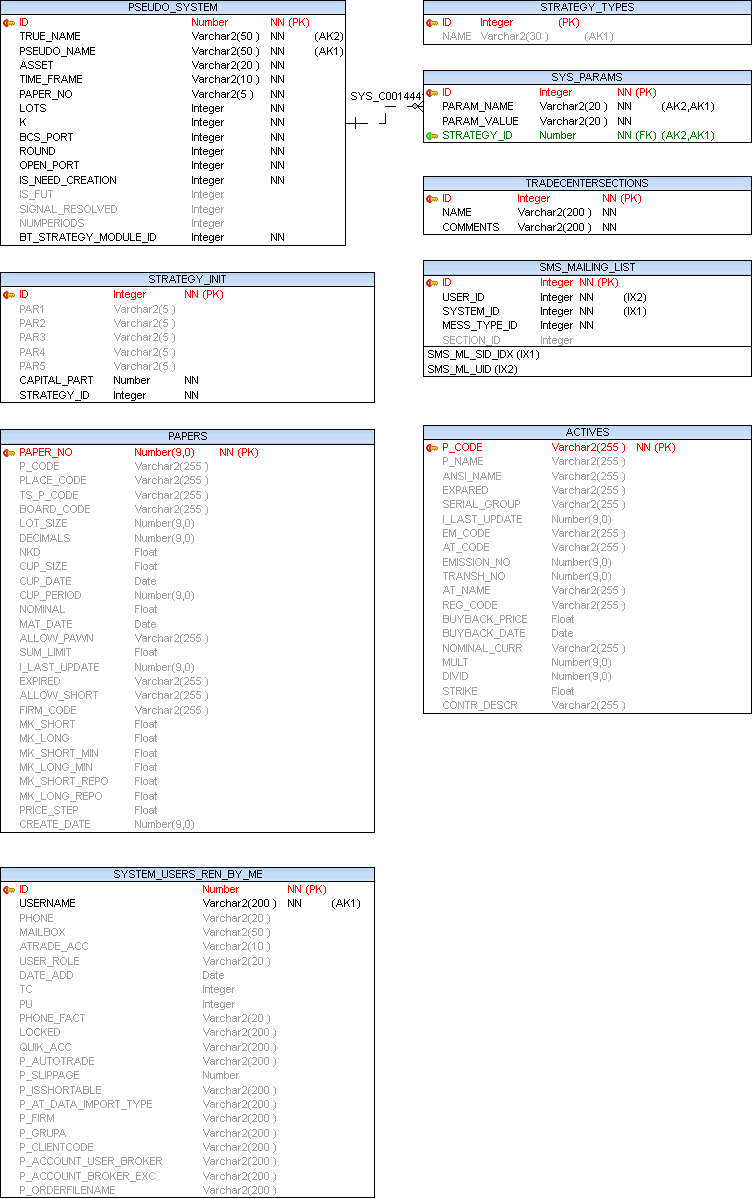 PSEUDO_SYSTEM
ID Number NN (PK)
TRUE_NAME Varchar2(50 ) NN (AK2)
PSEUDO_NAME Varchar2(50 ) NN (AK1)
ASSET Varchar2(20 ) NN
TIME_FRAME Varchar2(10 ) NN
PAPER_NO Varchar2(5 ) NN
LOTS Integer NN
K Integer NN
BCS_PORT Integer NN
ROUND Integer NN
OPEN_PORT Integer NN
IS_NEED_CREATION Integer NN
IS_FUT Integer
SIGNAL_RESOLVED Integer
NUMPERIODS Integer
BT_STRATEGY_MODULE_ID Integer NN
SYS_C001444
STRATEGY_TYPES
ID Integer (PK)
NAME Varchar2(30 ) (AK1)
SYS_PARAMS
ID Integer NN (PK)
PARAM_NAME Varchar2(20 ) NN (AK2,AK1)
PARAM_VALUE Varchar2(20 ) NN
STRATEGY_ID Number NN (FK) (AK2,AK1)
TRADECENTERSECTIONS
ID Integer NN (PK)
NAME Varchar2(200 ) NN
COMMENTS Varchar2(200 ) NN
STRATEGY_INIT
ID Integer NN (PK)
PAR1 Varchar2(5 )
PAR2 Varchar2(5 )
PAR3 Varchar2(5 )
PAR4 Varchar2(5 )
PAR5 Varchar2(5 )
CAPITAL_PART Number NN
STRATEGY_ID Integer NN
SMS_MAILING_LIST
ID Integer NN (PK)
USER_ID Integer NN (IX2)
SYSTEM_ID Integer NN (IX1)
MESS_TYPE_ID Integer NN
SECTION_ID Integer
SMS_ML_SID_IDX (IX1)
SMS_ML_UID (IX2)
PAPERS
PAPER_NO Number(9,0) NN (PK)
P_CODE Varchar2(255 )
PLACE_CODE Varchar2(255 )
TS_P_CODE Varchar2(255 )
BOARD_CODE Varchar2(255 )
LOT_SIZE Number(9,0)
DECIMALS Number(9,0)
NKD Float
CUP_SIZE Float
CUP_DATE Date
CUP_PERIOD Number(9,0)
NOMINAL Float
MAT_DATE Date
ALLOW_PAWN Varchar2(255 )
SUM_LIMIT Float
I_LAST_UPDATE Number(9,0)
EXPIRED Varchar2(255 )
ALLOW_SHORT Varchar2(255 )
FIRM_CODE Varchar2(255 )
MK_SHORT Float
MK_LONG Float
MK_SHORT_MIN Float
MK_LONG_MIN Float
MK_SHORT_REPO Float
MK_LONG_REPO Float
PRICE_STEP Float
CREATE_DATE Number(9,0)
ACTIVES
P_CODE Varchar2(255 ) NN (PK)
P_NAME Varchar2(255 )
ANSI_NAME Varchar2(255 )
EXPARED Varchar2(255 )
SERIAL_GROUP Varchar2(255 )
I_LAST_UPDATE Number(9,0)
EM_CODE Varchar2(255 )
AT_CODE Varchar2(255 )
EMISSION_NO Number(9,0)
TRANSH_NO Number(9,0)
AT_NAME Varchar2(255 )
REG_CODE Varchar2(255 )
BUYBACK_PRICE Float
BUYBACK_DATE Date
NOMINAL_CURR Varchar2(255 )
MULT Number(9,0)
DIVID Number(9,0)
STRIKE Float
CONTR_DESCR Varchar2(255 )
SYSTEM_USERS_REN_BY_ME
ID Number NN (PK)
USERNAME Varchar2(200 ) NN (AK1)
PHONE Varchar2(20 )
MAILBOX Varchar2(50 )
ATRADE_ACC Varchar2(10 )
USER_ROLE Varchar2(20 )
DATE_ADD Date
TC Integer
PU Integer
PHONE_FACT Varchar2(20 )
LOCKED Varchar2(200 )
QUIK_ACC Varchar2(200 )
P_AUTOTRADE Varchar2(200 )
P_SLIPPAGE Number
P_ISSHORTABLE Varchar2(200 )
P_AT_DATA_IMPORT_TYPE Varchar2(200 )
P_FIRM Varchar2(200 )
P_GRUPA Varchar2(200 )
P_CLIENTCODE Varchar2(200 )
P_ACCOUNT_USER_BROKER Varchar2(200 )
P_ACCOUNT_BROKER_EXC Varchar2(200 )
P_ORDERFILENAME Varchar2(200 )